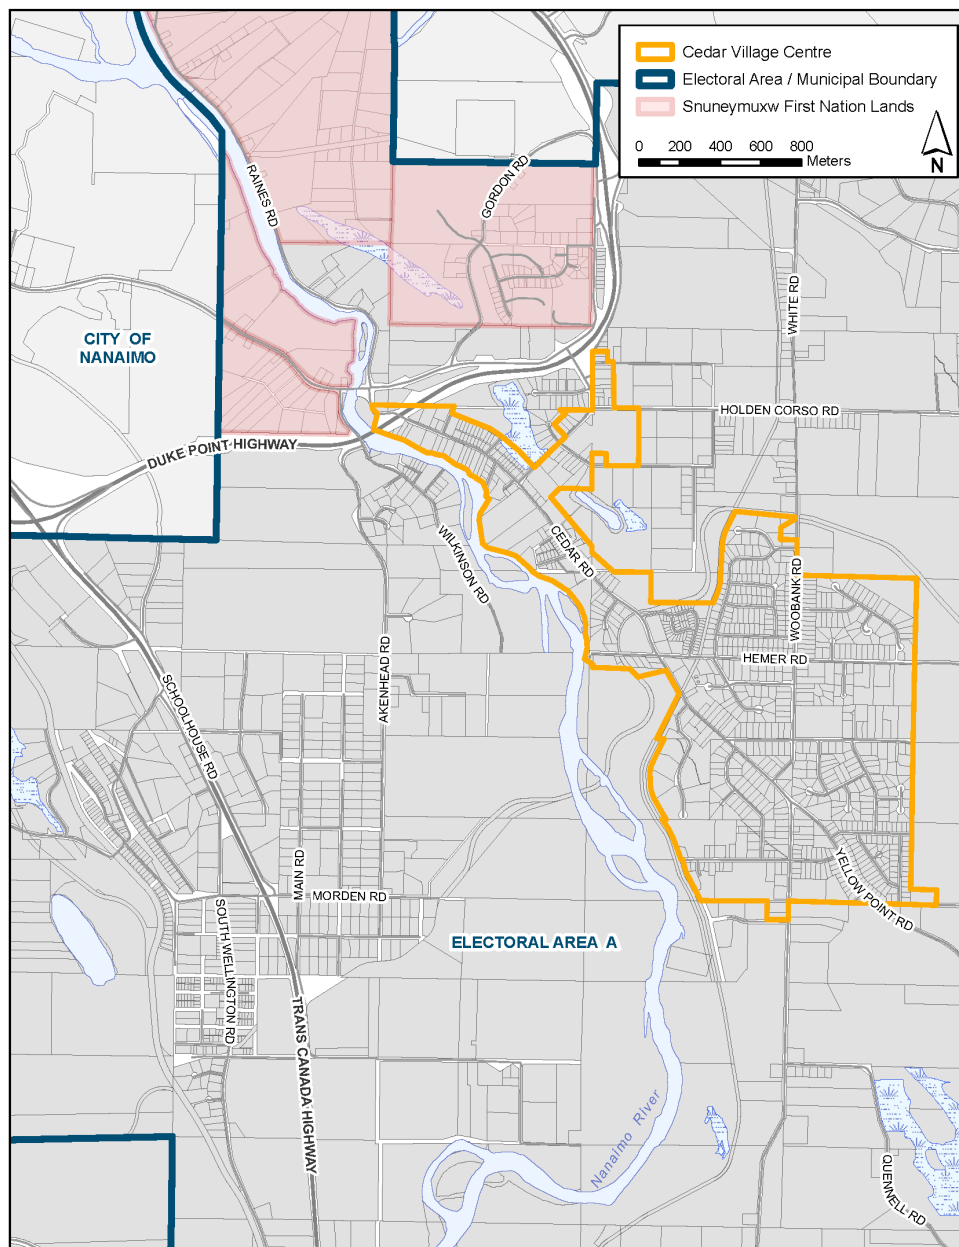 Cedar Village Centre
Electoral Area / Municipal Boundary
Snuneymuxw First Nation Lands
0 200 400 600 800
Meters
N
RAINES RD
GORDON RD
WHITE RD
CITY OF
NANAIMO
HOLDEN CORSO RD
DUKE POINT HIGHWAY
WILKINSON RD
CEDAR RD
WOOBANK RD
HEMER RD
AKENHEAD RD
SCHOOLHOUSE RD
MAIN RD
MORDEN RD
YELLOW POINT RD
SOUTH WELLINGTON RD
ELECTORAL AREA A
TRANS CANADA HIGHWAY
Nanaimo River
QUENNELL RD